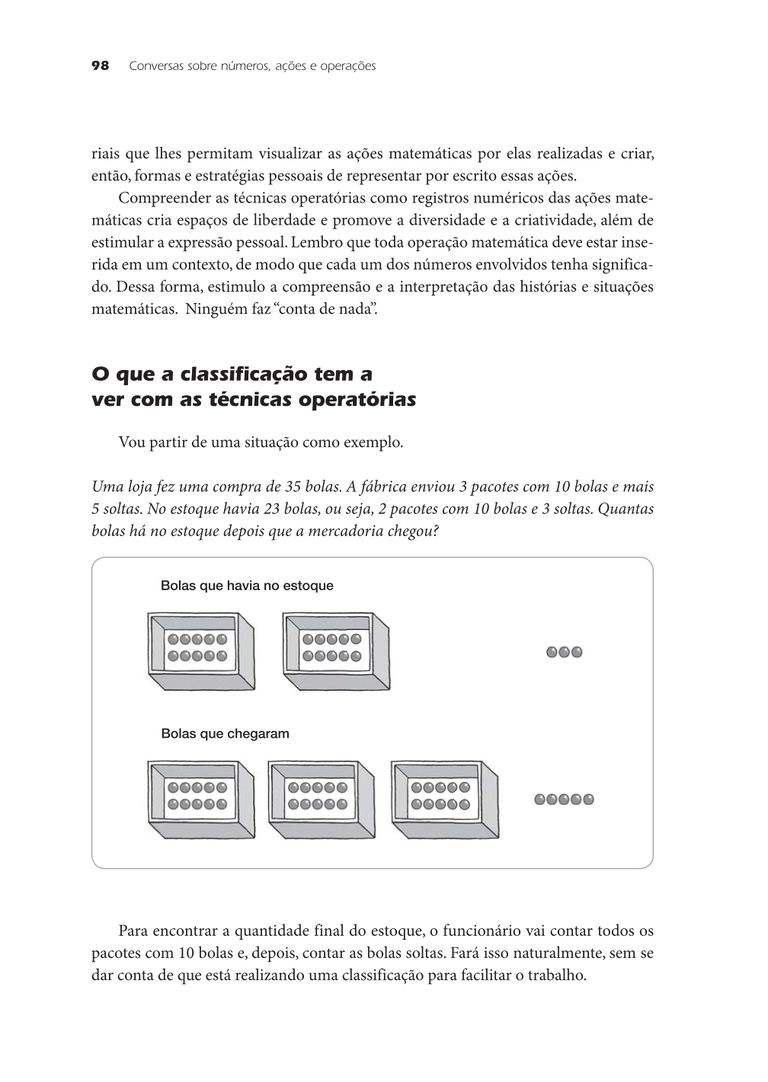 98 Conversas sobre números, ações e operações
riais que lhes permitam visualizar as ações matemáticas por elas realizadas e criar,
então, formas e estratégias pessoais de representar por escrito essas ações.
Compreender as técnicas operatórias como registros numéricos das ações mate-
máticas cria espaços de liberdade e promove a diversidade e a criatividade, além de
estimular a expressão pessoal. Lembro que toda operação matemática deve estar inse-
rida em um contexto, de modo que cada um dos números envolvidos tenha significa-
do. Dessa forma, estimulo a compreensão e a interpretação das histórias e situações
matemáticas. Ninguém faz “conta de nada”.
O que a classificação tem a
ver com as técnicas operatórias
Vou partir de uma situação como exemplo.
Uma loja fez uma compra de 35 bolas. A fábrica enviou 3 pacotes com 10 bolas e mais
5 soltas. No estoque havia 23 bolas, ou seja, 2 pacotes com 10 bolas e 3 soltas. Quantas
bolas há no estoque depois que a mercadoria chegou?
Bolas que havia no estoque
Bolas que chegaram
Para encontrar a quantidade final do estoque, o funcionário vai contar todos os
pacotes com 10 bolas e, depois, contar as bolas soltas. Fará isso naturalmente, sem se
dar conta de que está realizando uma classificação para facilitar o trabalho.